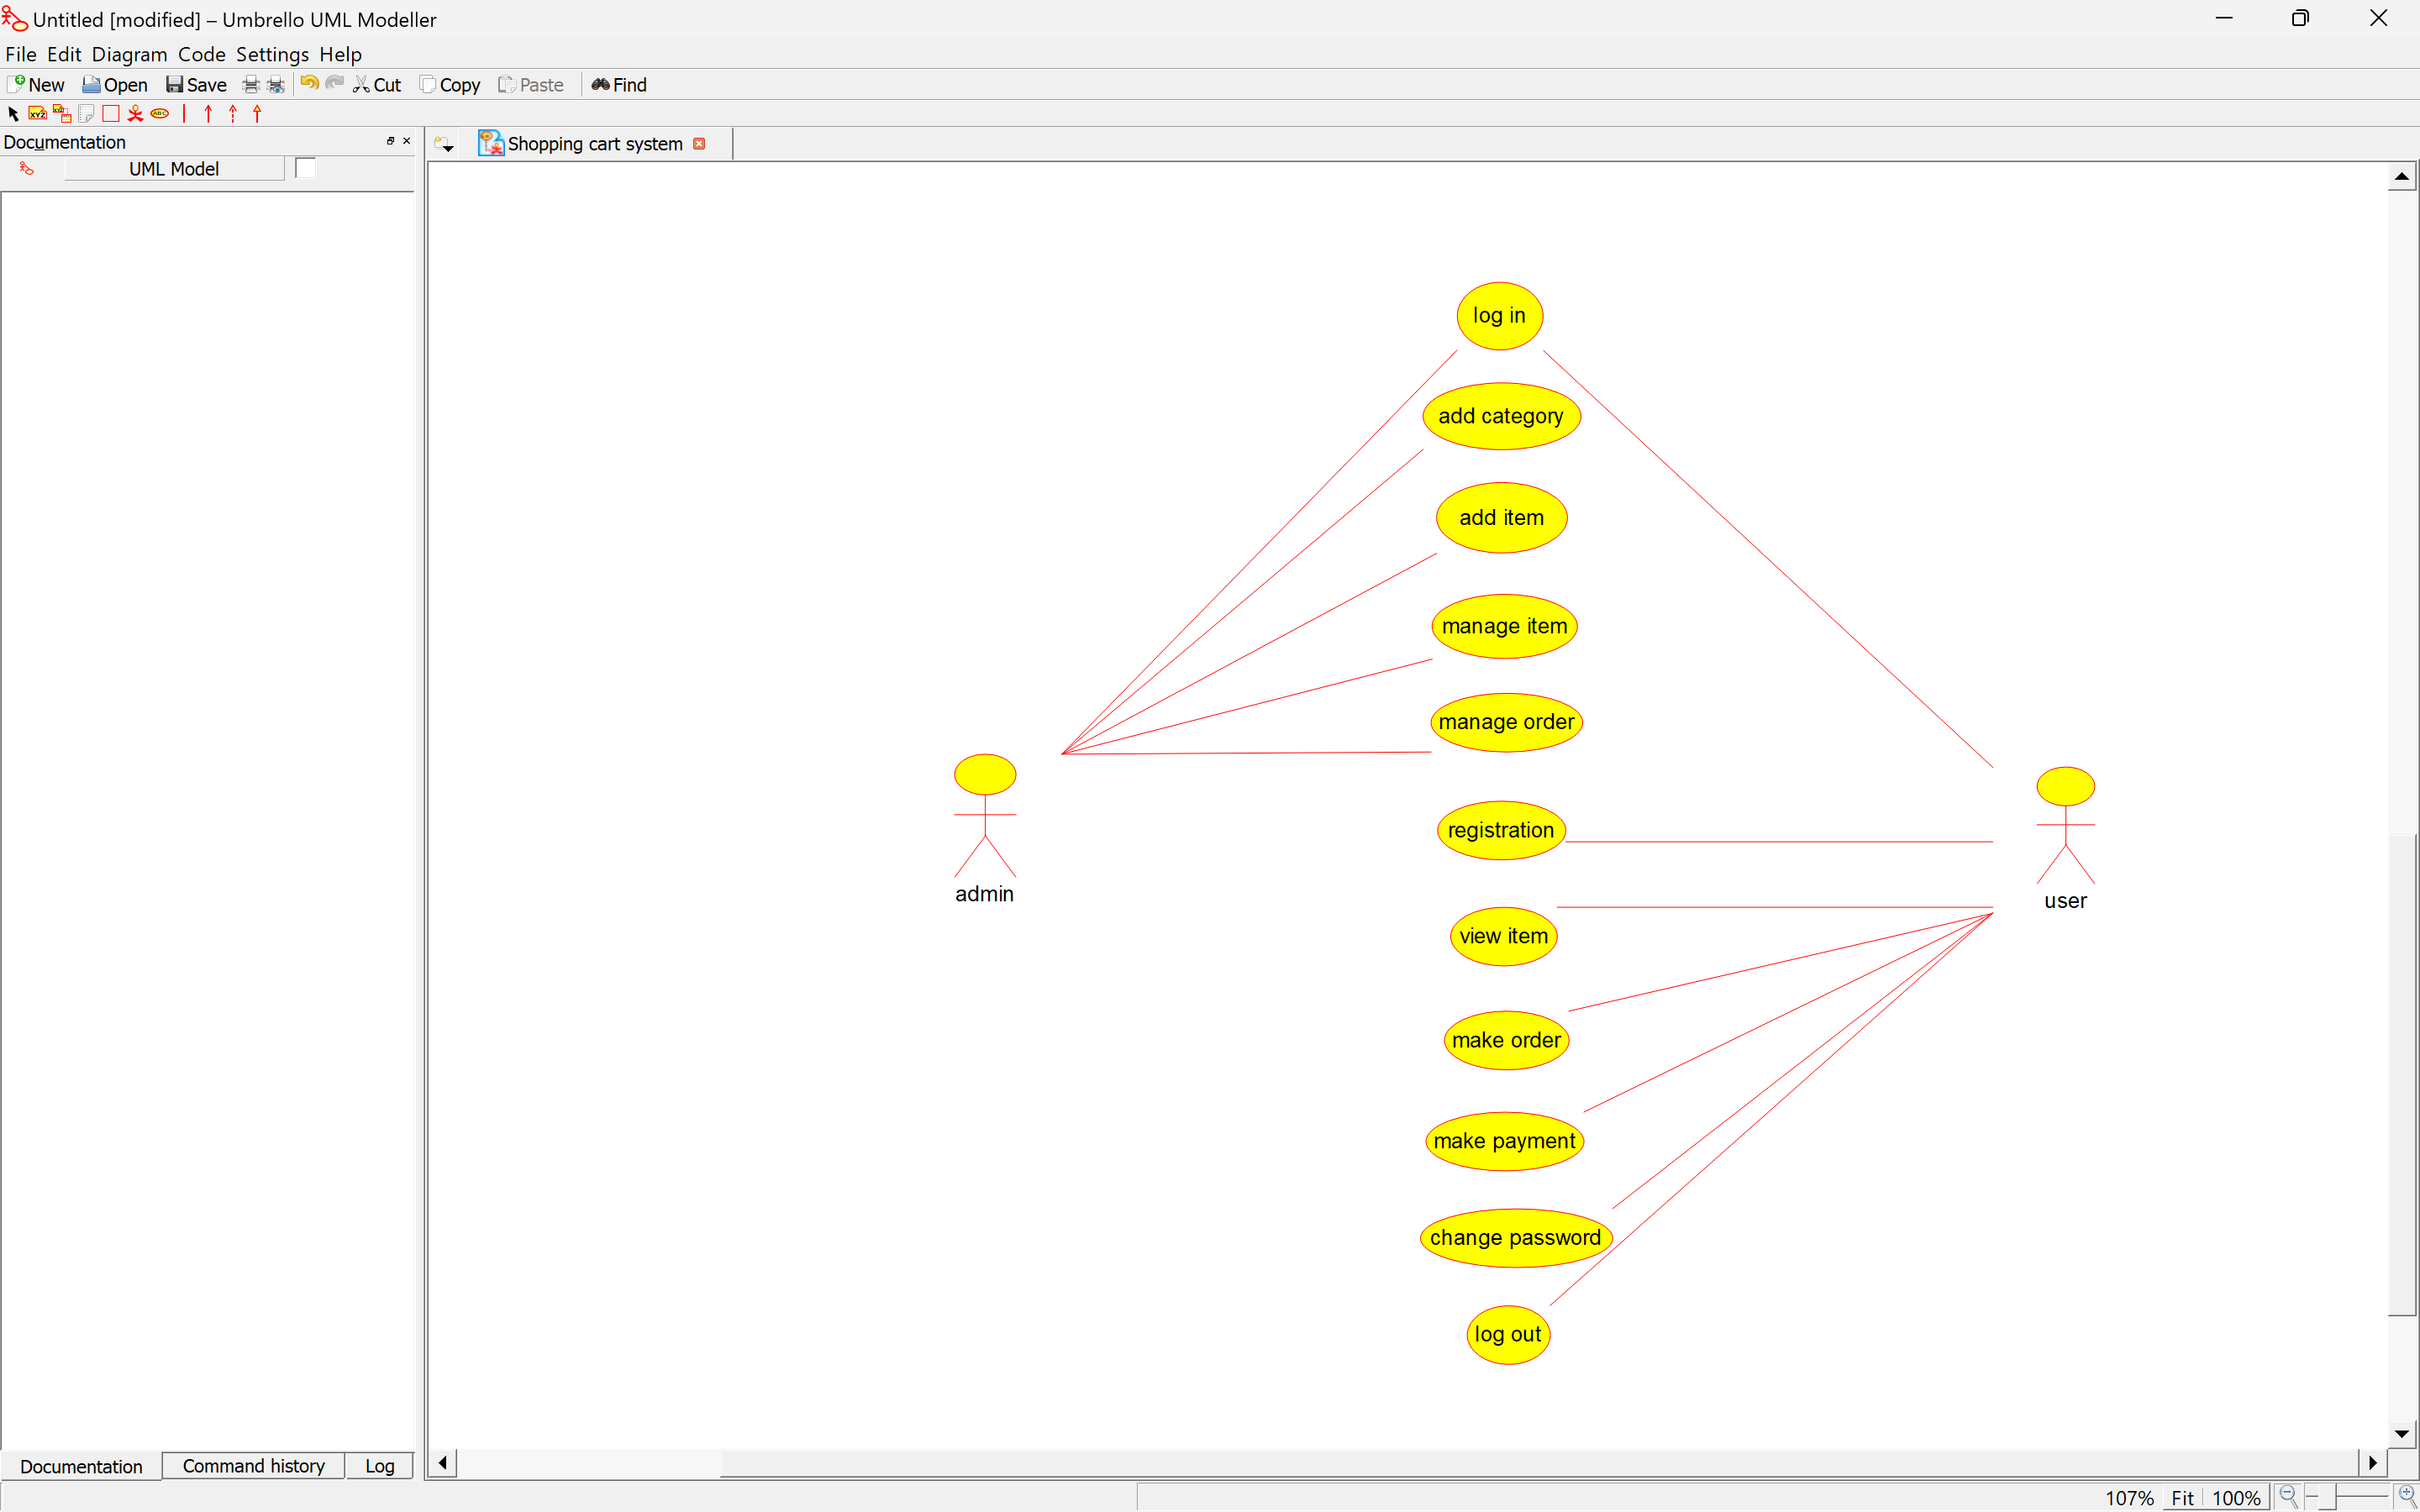 Untitled [modified] – Umbrello UML Modeller
File Edit Diagram Code Settings Help
New Open Save Cut Copy Paste Find
Documentation
UML Model
Shopping cart system
log in
add category
add item
manage item
manage order
registration
admin
user
view item
make order
make payment
change password
log out
Documentation Command history Log
107% Fit 100%